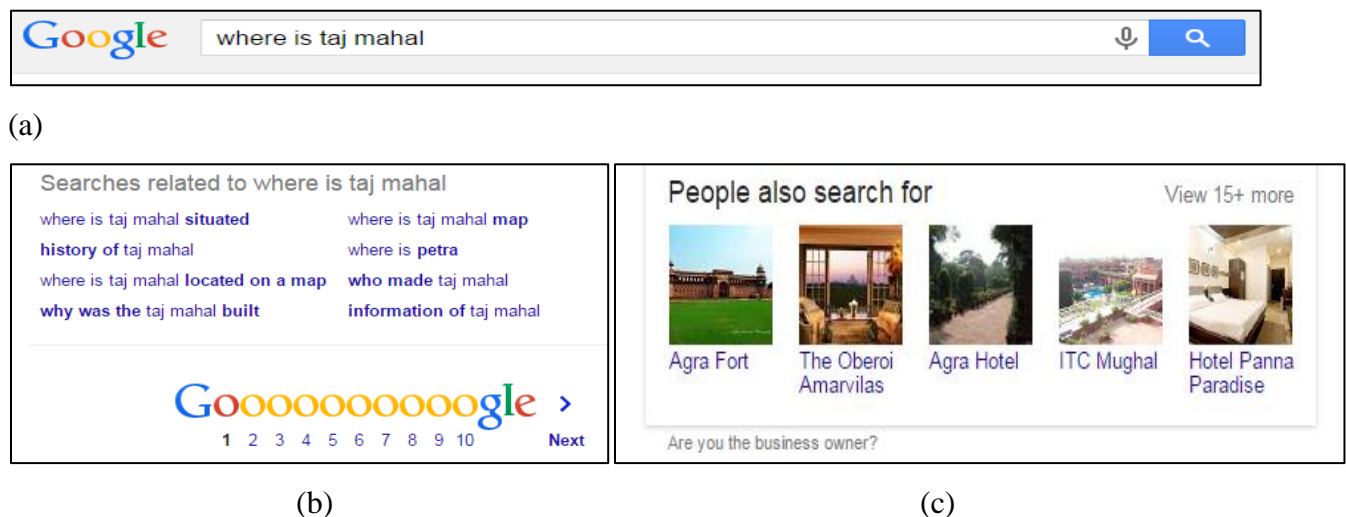 Google where is taj mahal
(a)
Searches related to where is taj mahal
where is taj mahal situated where is taj mahal map
history of taj mahal where is petra
where is taj mahal located on a map who made taj mahal
why was the taj mahal built information of taj mahal
Goooooooooogle >
1 2 3 4 5 6 7 8 9 10 Next
People also search for View 15+ more
Agra Fort The Oberoi Amarvilas Agra Hotel ITC Mughal Hotel Panna Paradise
Are you the business owner?
(b) (c)